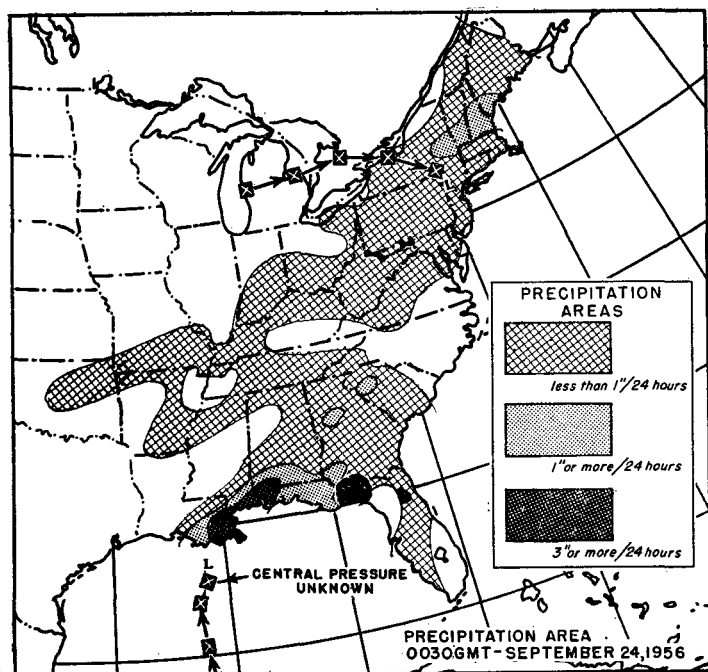 PRECIPITATION
AREAS
less than 1"/24 hours
1" or more/24 hours
3" or more/24 hours
L
CENTRAL PRESSURE
UNKNOWN
PRECIPITATION AREA
0030GMT-SEPTEMBER 24,1956